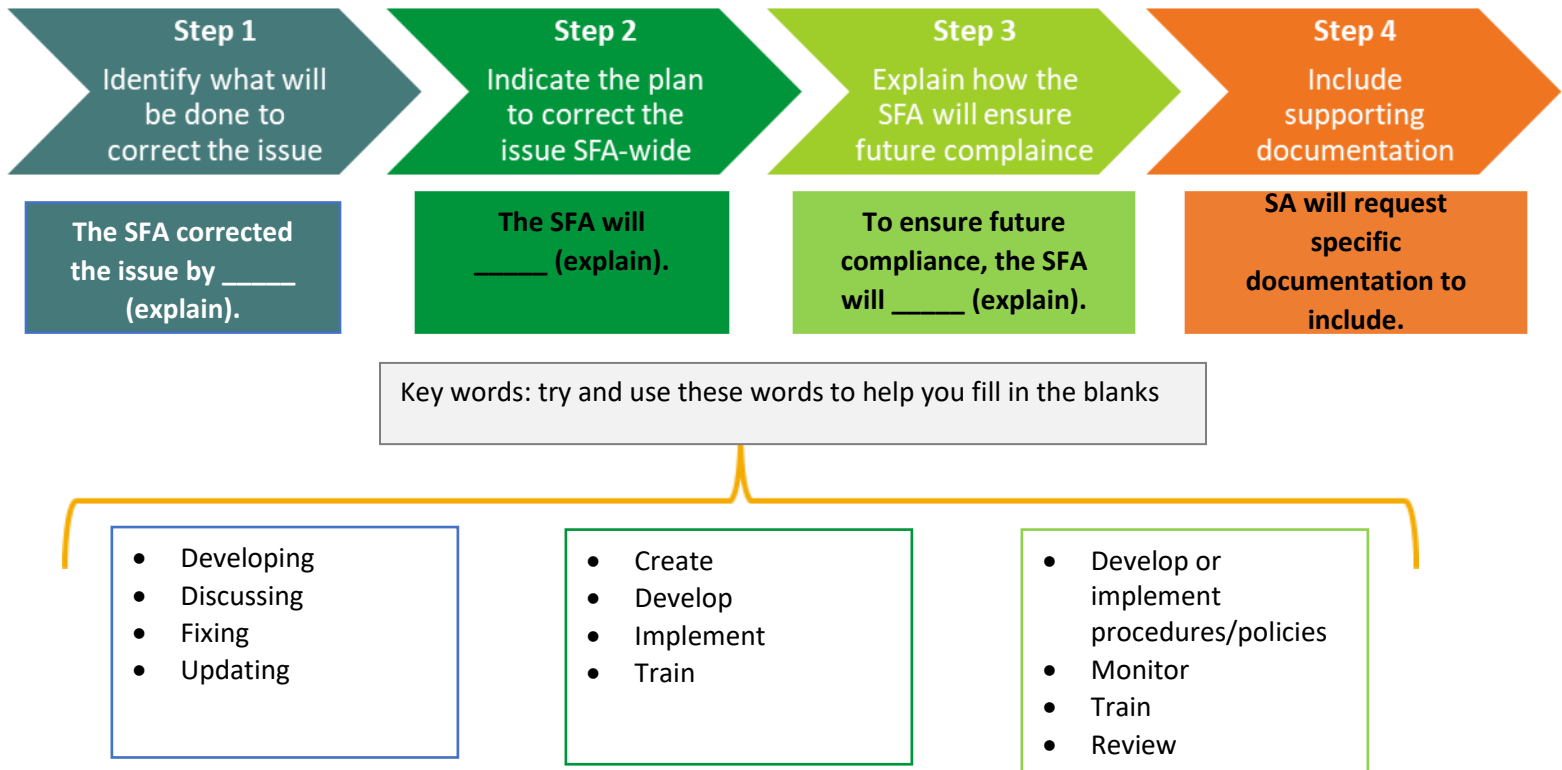 Step 1
Identify what will
be done to
correct the issue
Step 2
Indicate the plan
to correct the
issue SFA-wide
Step 3
Explain how the
SFA will ensure
future complaince
Step 4
Include
supporting
documentation
The SFA corrected
the issue by _____
(explain).
The SFA will
_____ (explain).
To ensure future
compliance, the SFA
will _____ (explain).
SA will request
specific
documentation to
include.
Key words: try and use these words to help you fill in the blanks
• Developing
• Discussing
• Fixing
• Updating
• Create
• Develop
• Implement
• Train
• Develop or
implement
procedures/policies
• Monitor
• Train
• Review